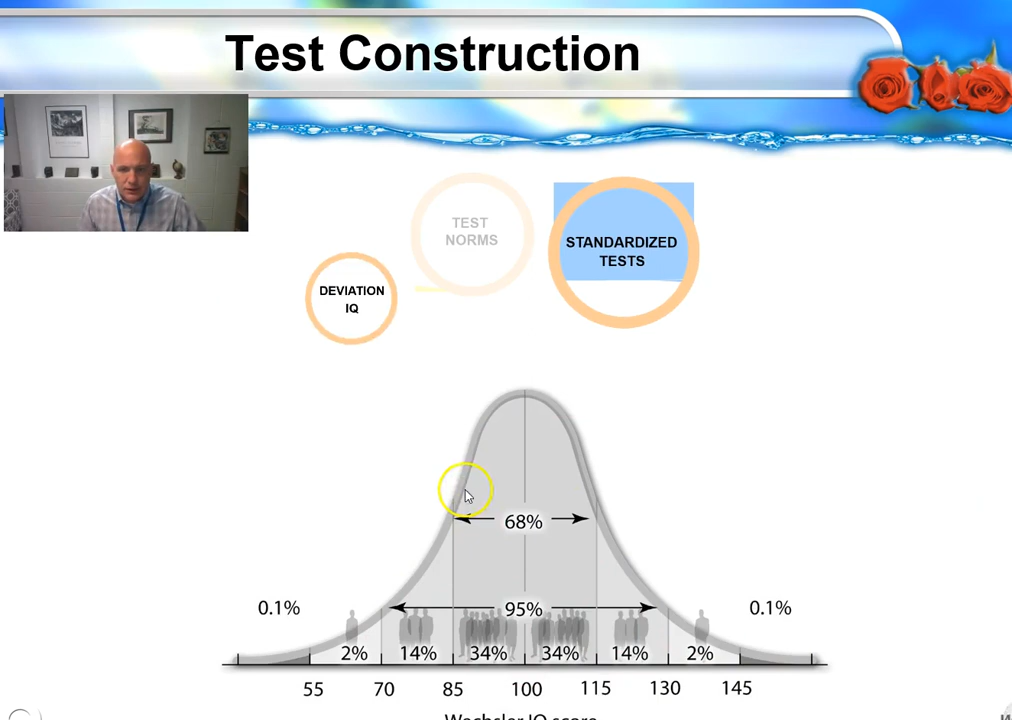 Test Construction
TEST
NORMS
STANDARDIZED
TESTS
DEVIATION
IQ
68%
0.1%
95%
0.1%
2% 14% 34% 34% 14% 2%
55 70 85 100 115 130 145
Wechsler IQ score